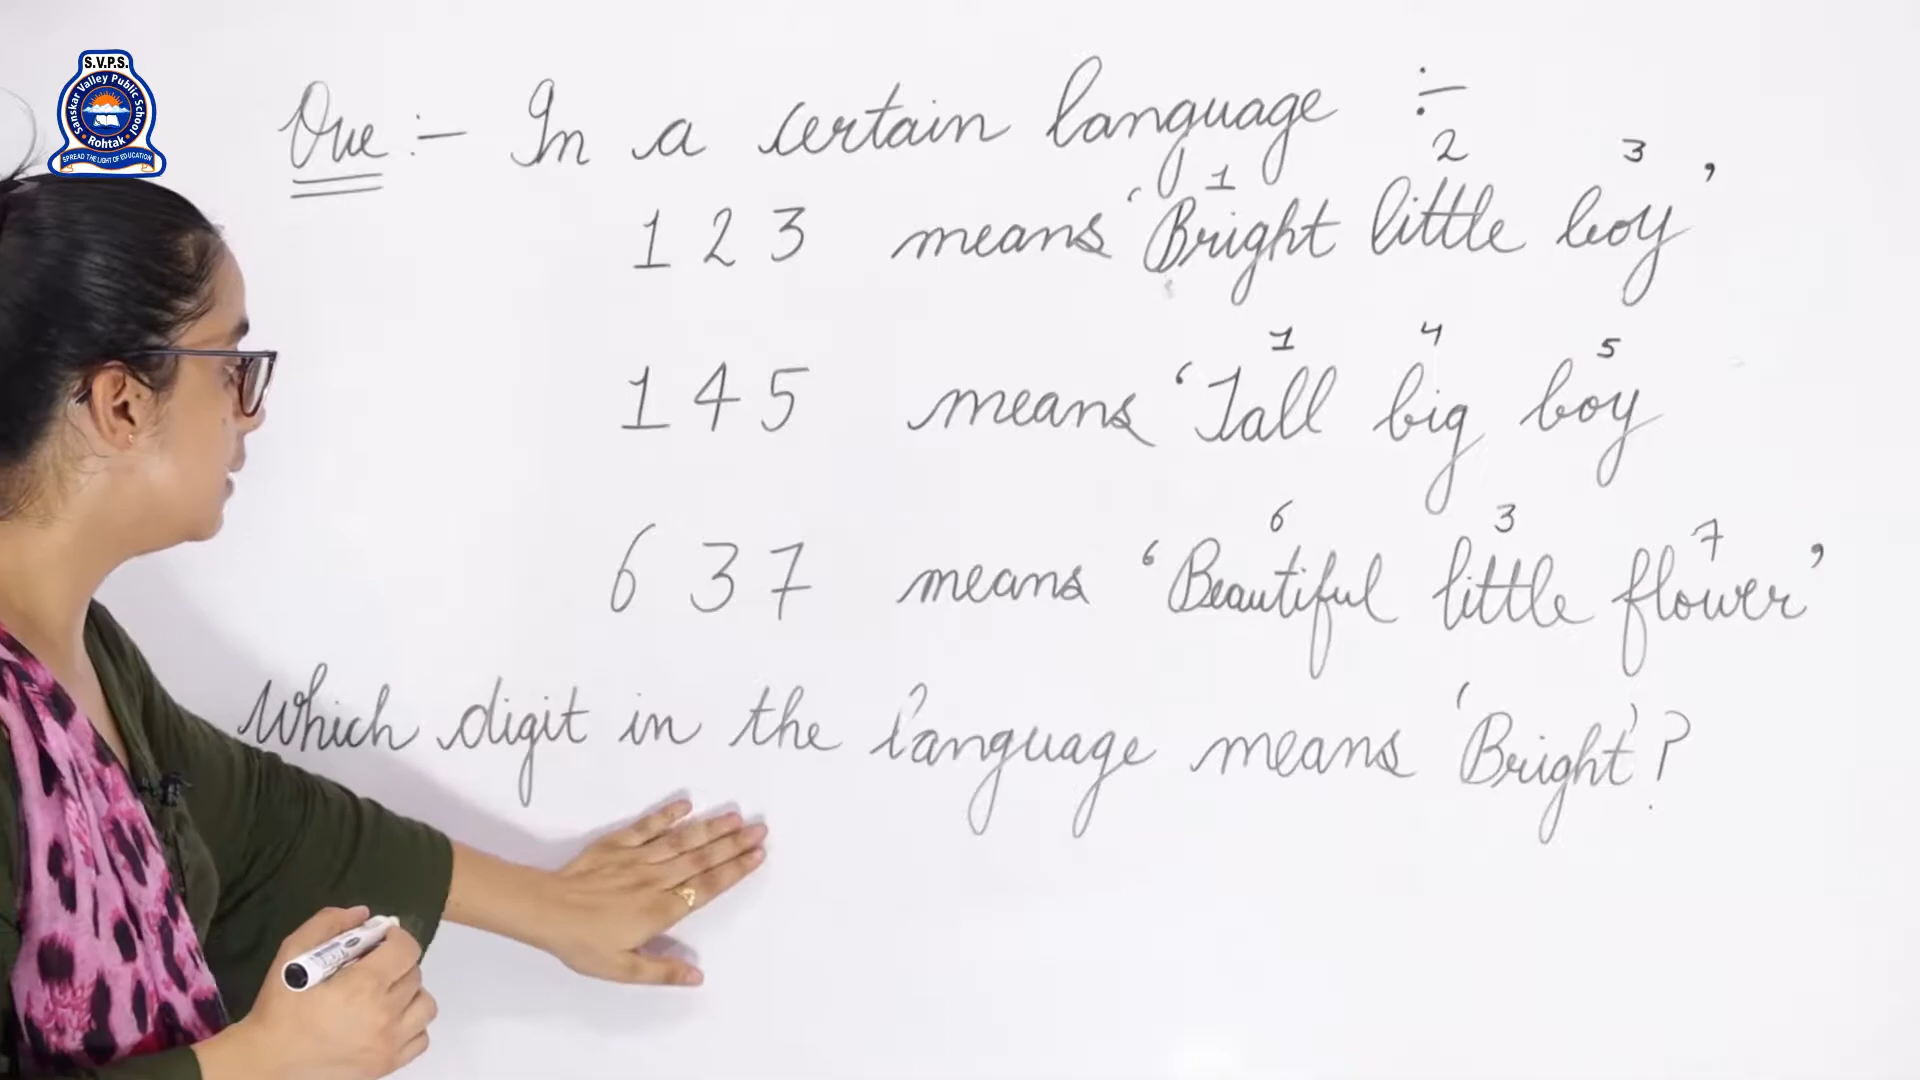 S.V.P.S.
Sanskar Valley Public School
Rohtak
SPREAD THE LIGHT OF EDUCATION
Que :- In a certain language :-
1 2 3
1 2 3 means 'Bright little boy'
1 4 5
1 4 5 means 'Tall big boy
6 3 7
6 3 7 means 'Beautiful little flower'
Which digit in the language means 'Bright'?